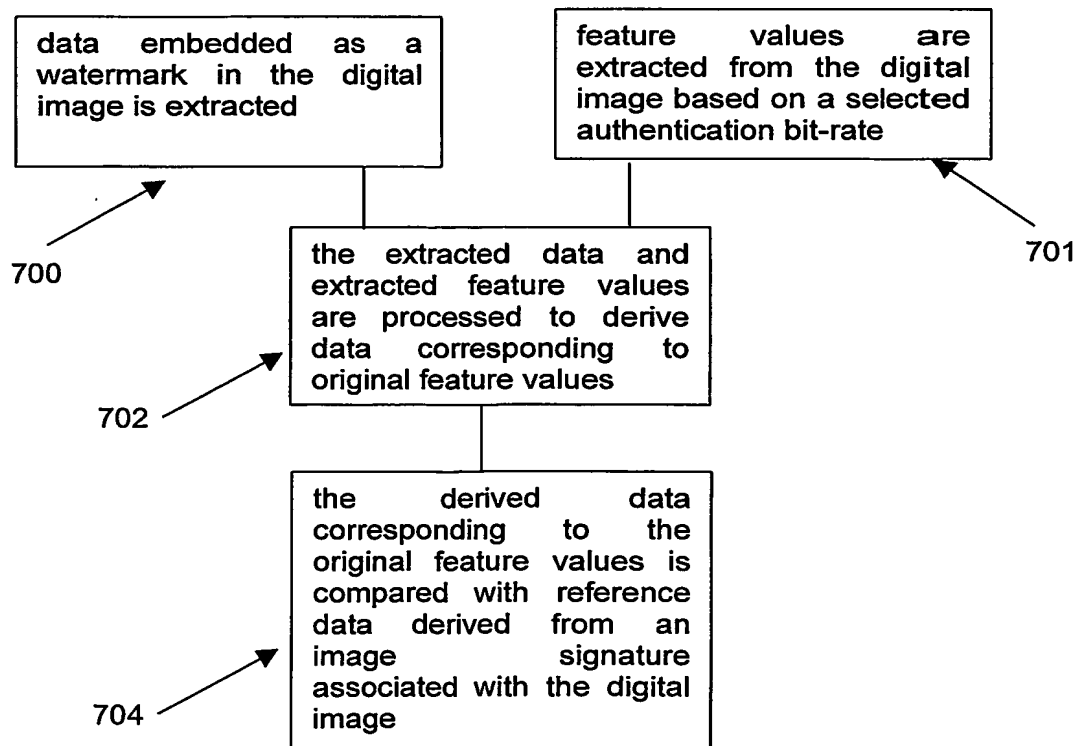 data embedded as a
watermark in the digital
image is extracted
feature values are
extracted from the digital
image based on a selected
authentication bit-rate
700
701
the extracted data and
extracted feature values
are processed to derive
data corresponding to
original feature values
702
the derived data
corresponding to the
original feature values is
compared with reference
data derived from an
image signature
associated with the digital
image
704